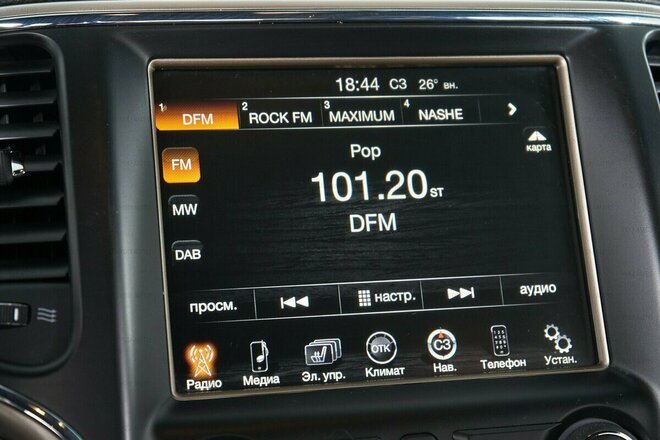 18:44 СЗ 26° вн.
1 DFM 2 ROCK FM 3 MAXIMUM 4 NASHE
карта
FM
Pop
101.20 ST
MW
DFM
DAB
просм. настр. аудио
Радио Медиа Эл. упр. ОТК Климат СЗ Нав. Телефон Устан.